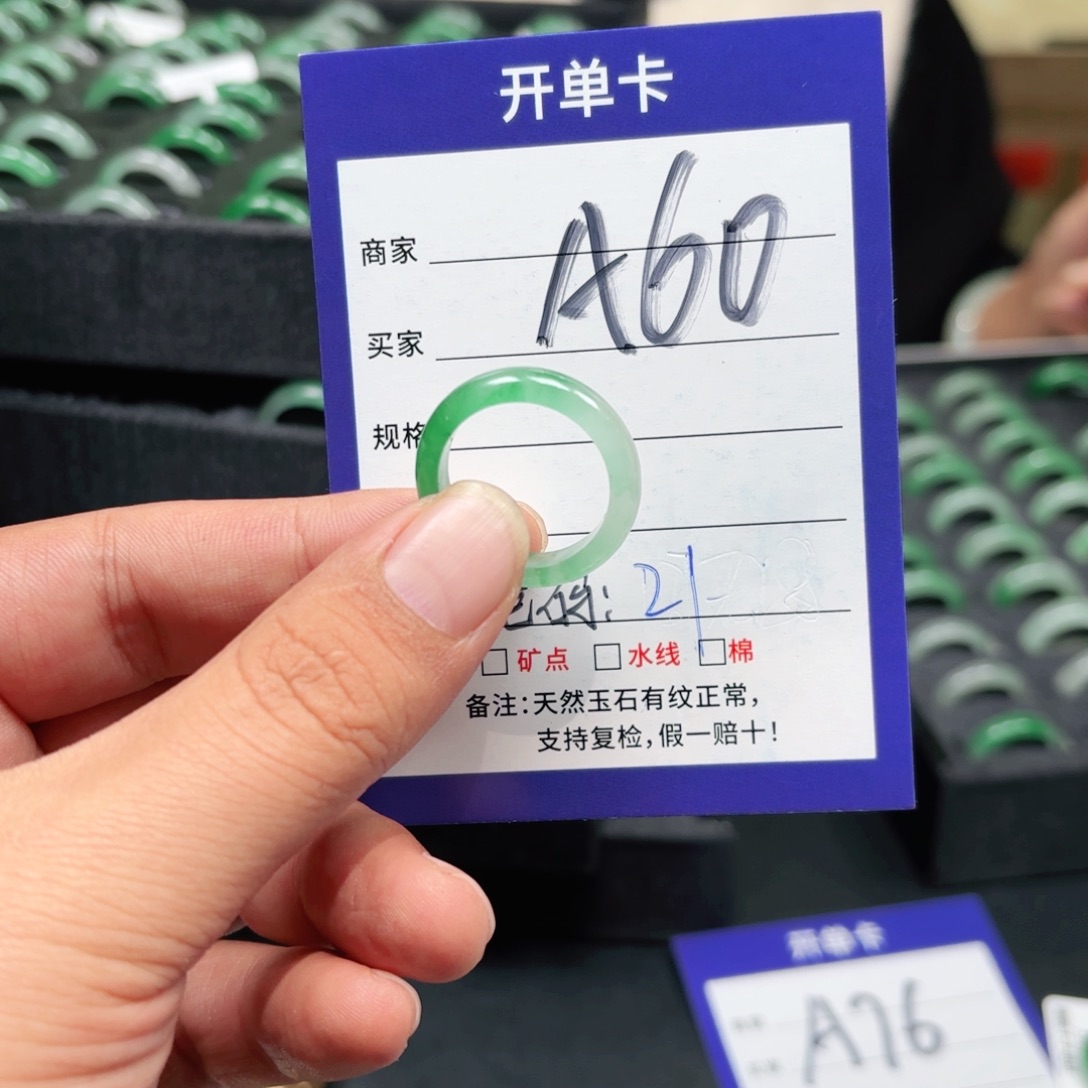 开单卡
商家
A60
买家
规格
价: 21
矿点 水线 棉
备注:天然玉石有纹正常,
支持复检,假一赔十!
开单卡
A76